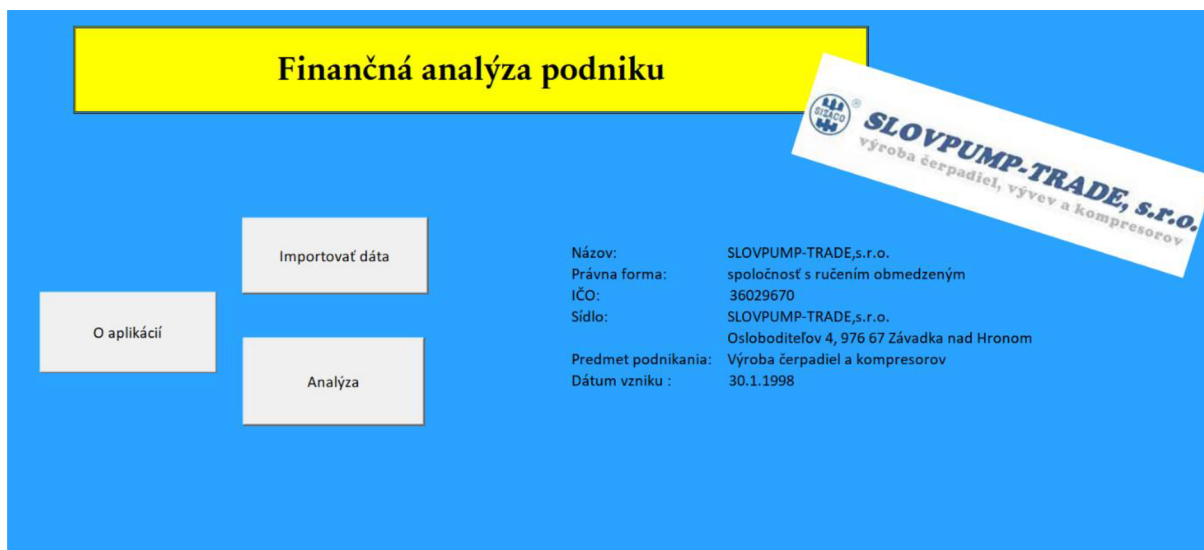 Finančná analýza podniku
SIZACO ®
SLOVPUMP-TRADE, s.r.o.
výroba čerpadiel, vývev a kompresorov
Importovať dáta
O aplikácií
Analýza
Názov: SLOVPUMP-TRADE,s.r.o.
Právna forma: spoločnosť s ručením obmedzeným
IČO: 36029670
Sídlo: SLOVPUMP-TRADE,s.r.o.
Osloboditeľov 4, 976 67 Závadka nad Hronom
Predmet podnikania: Výroba čerpadiel a kompresorov
Dátum vzniku : 30.1.1998